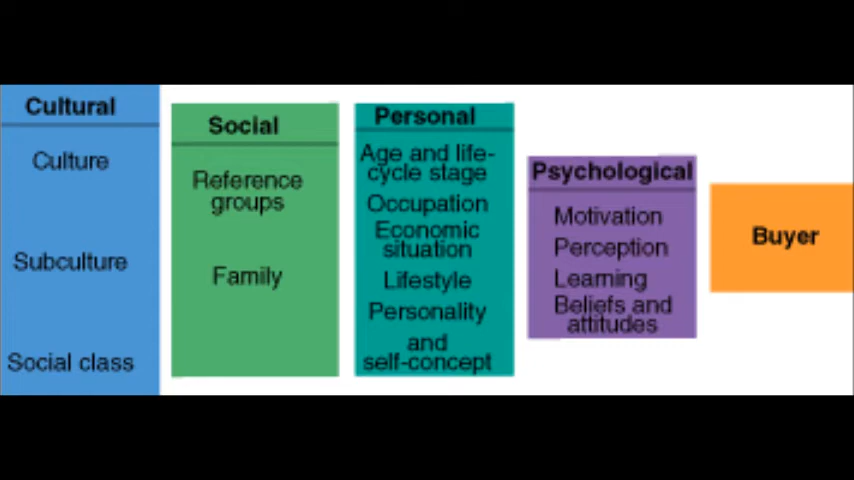 Cultural
Culture
Subculture
Social class
Social
Reference
groups
Family
Personal
Age and life-
cycle stage
Occupation
Economic
situation
Lifestyle
Personality
and
self-concept
Psychological
Motivation
Perception
Learning
Beliefs and
attitudes
Buyer